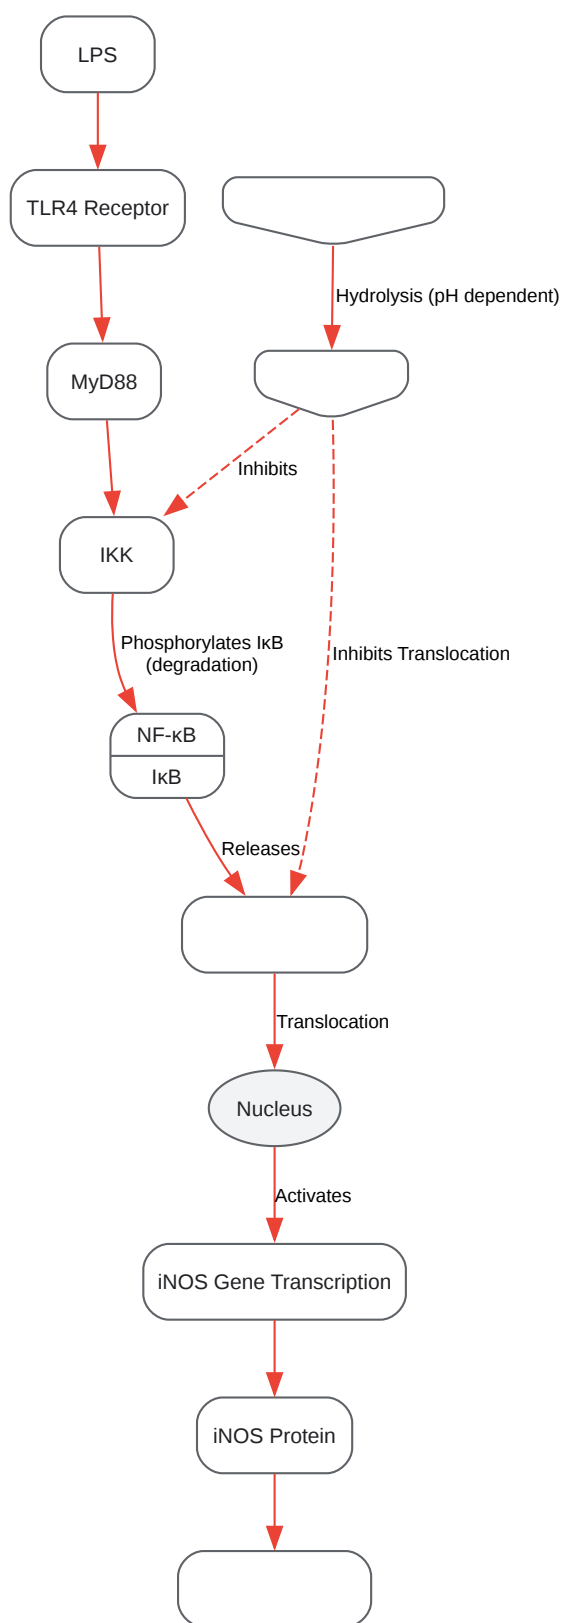 LPS
TLR4 Receptor
Hydrolysis (pH dependent)
MyD88
Inhibits
IKK
Phosphorylates IκB
(degradation)
Inhibits Translocation
NF-κB
IκB
Releases
Translocation
Nucleus
Activates
iNOS Gene Transcription
iNOS Protein